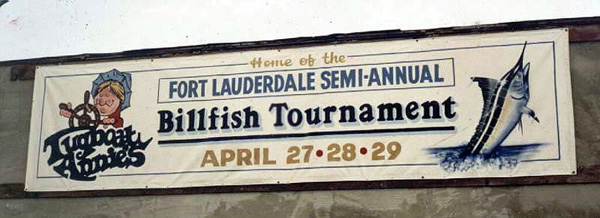 Home of the
FORT LAUDERDALE SEMI-ANNUAL
Billfish Tournament
APRIL 27•28•29
Tugboat
Annie's